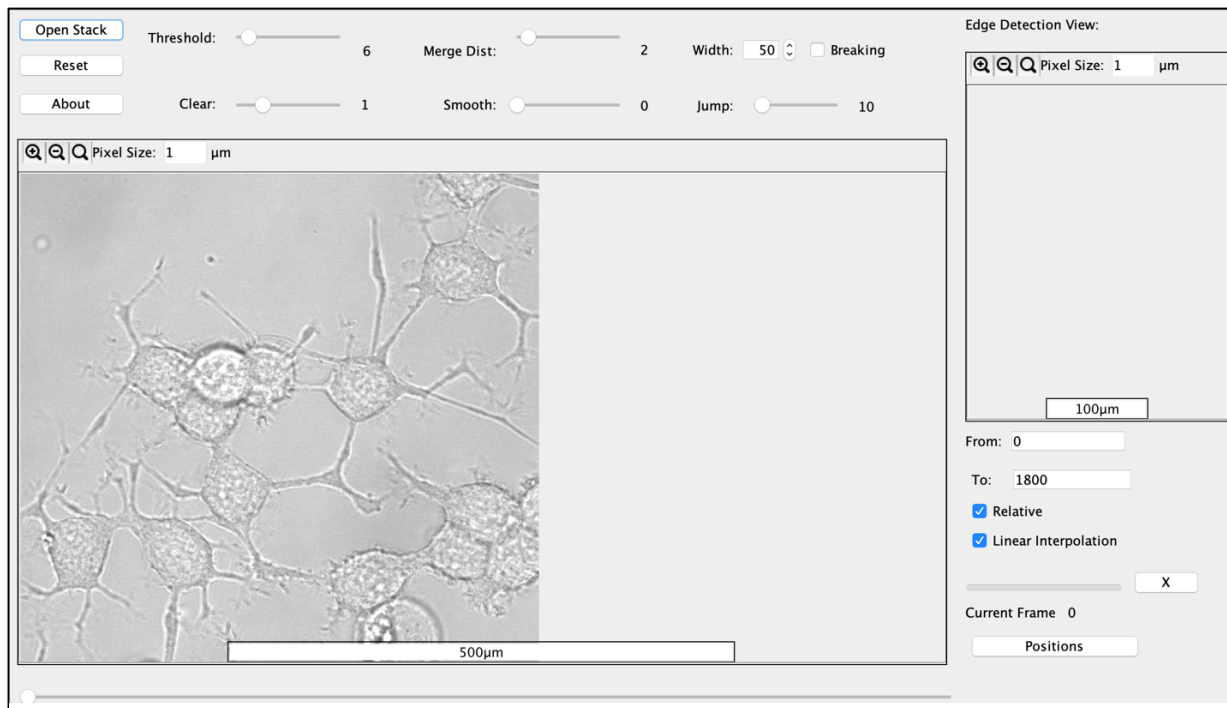 Open Stack
Threshold: 6
Merge Dist: 2
Width: 50
Breaking
Reset
About
Clear: 1
Smooth: 0
Jump: 10
Pixel Size: 1 µm
500µm
Edge Detection View:
Pixel Size: 1 µm
100µm
From: 0
To: 1800
Relative
Linear Interpolation
X
Current Frame 0
Positions